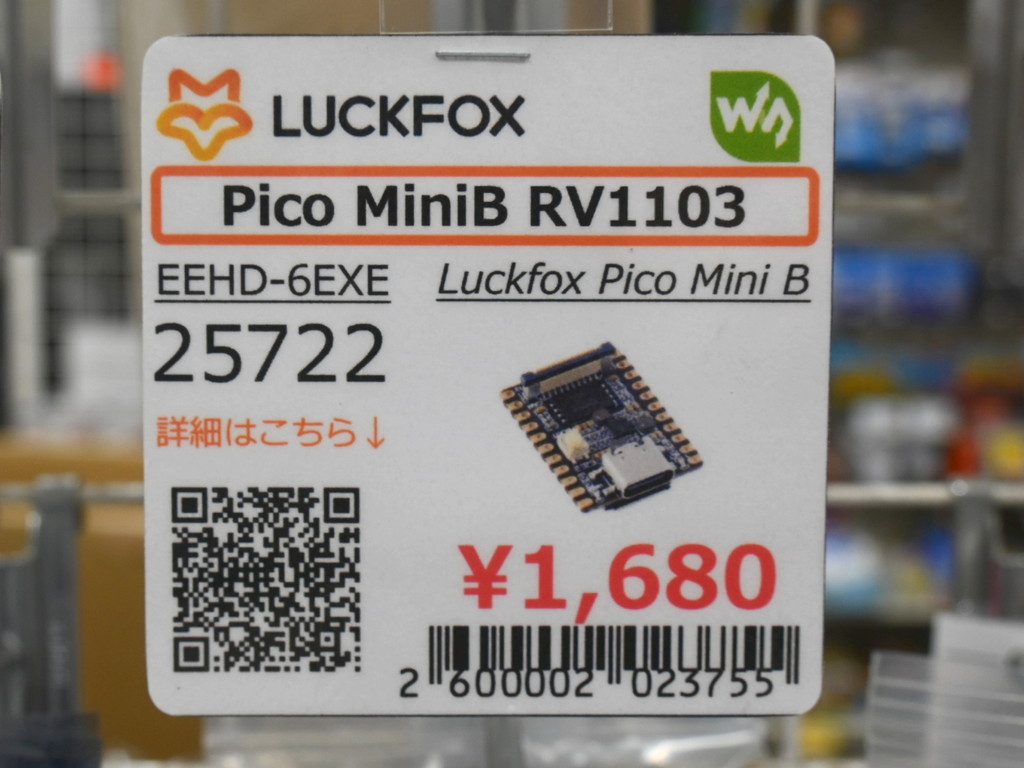 LUCKFOX
Pico MiniB RV1103
EEHD-6EXE
Luckfox Pico Mini B
25722
詳細はこちら↓
¥1,680
2 600002 023755